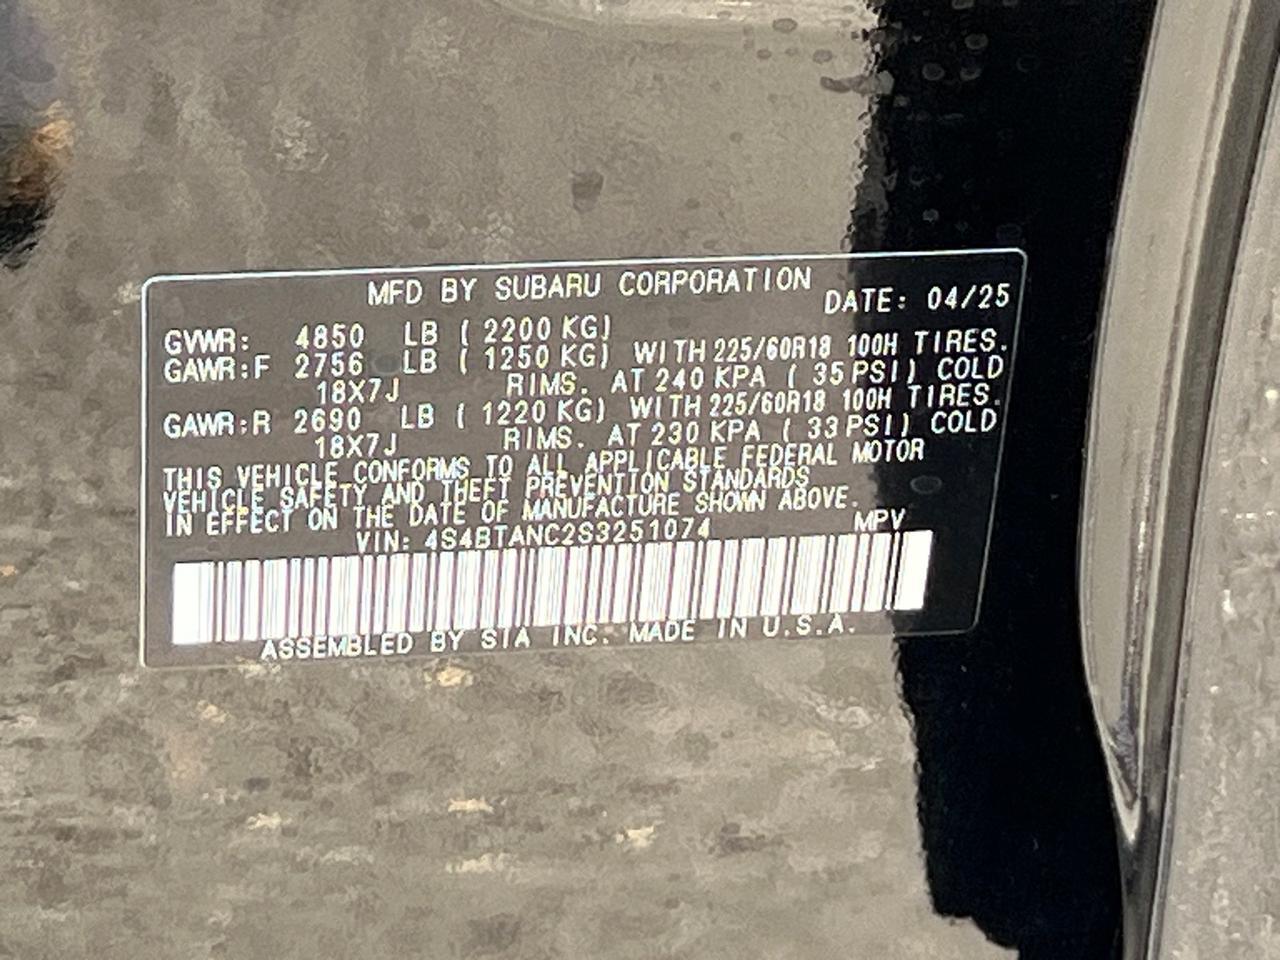 MFD BY SUBARU CORPORATION
DATE: 04/25
GVWR: 4850 LB ( 2200 KG)
GAWR:F 2756 LB ( 1250 KG) WITH 225/60R18 100H TIRES.
18X7J RIMS. AT 240 KPA ( 35 PSI) COLD
GAWR:R 2690 LB ( 1220 KG) WITH 225/60R18 100H TIRES.
18X7J RIMS. AT 230 KPA ( 33 PSI) COLD
THIS VEHICLE CONFORMS TO ALL APPLICABLE FEDERAL MOTOR
VEHICLE SAFETY AND THEFT PREVENTION STANDARDS
IN EFFECT ON THE DATE OF MANUFACTURE SHOWN ABOVE.
VIN: 4S4BTANC2S3251074 MPV
ASSEMBLED BY SIA INC. MADE IN U.S.A.